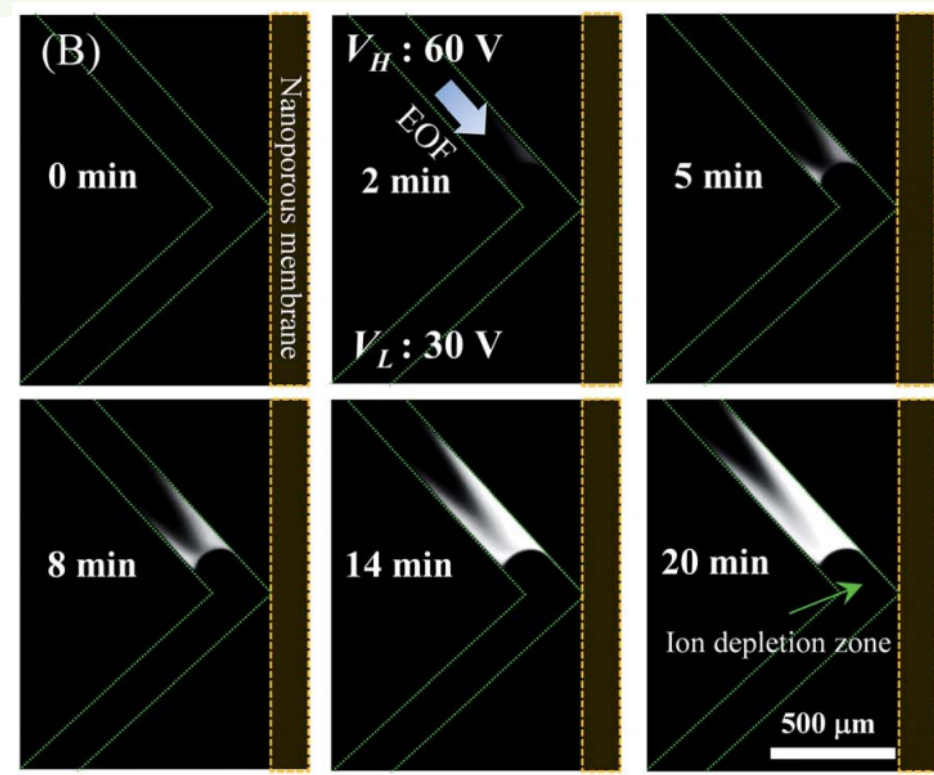 (B)
0 min
Nanoporous membrane
V_H : 60 V
EOF
2 min
V_L : 30 V
5 min
8 min
14 min
20 min
Ion depletion zone
500 μm